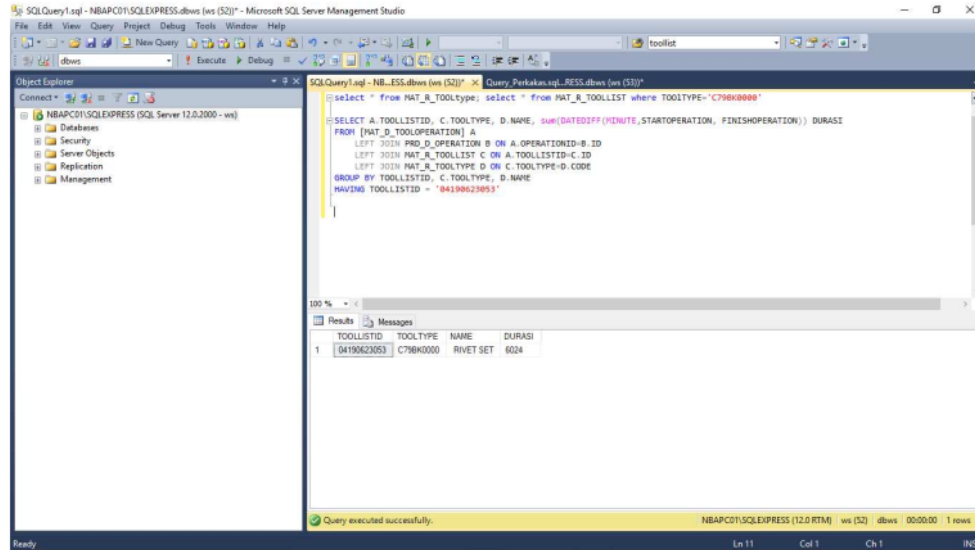 SQLQuery1.sql - NBAPC01\SQLEXPRESS.dbws (ws (52))* - Microsoft SQL Server Management Studio
File Edit View Query Project Debug Tools Window Help
New Query
toollist
dbws
Execute
Debug
Object Explorer
SQLQuery1.sql - NB...ESS.dbws (ws (52))*
Query_Perkakas.sql...RESS.dbws (ws (53))*
Connect
NBAPC01\SQLEXPRESS (SQL Server 12.0.2000 - ws)
Databases
Security
Server Objects
Replication
Management
select * from MAT_R_TOOLtype; select * from MAT_R_TOOLLIST where TOOlTYPE='C79BK0000'
SELECT A.TOOLLISTID, C.TOOLTYPE, D.NAME, sum(DATEDIFF(MINUTE,STARTOPERATION, FINISHOPERATION)) DURASI
FROM [MAT_D_TOOLOPERATION] A
LEFT JOIN PRD_D_OPERATION B ON A.OPERATIONID=B.ID
LEFT JOIN MAT_R_TOOLLIST C ON A.TOOLLISTID=C.ID
LEFT JOIN MAT_R_TOOLTYPE D ON C.TOOLTYPE=D.CODE
GROUP BY TOOLLISTID, C.TOOLTYPE, D.NAME
HAVING TOOLLISTID = '04190623053'
100 %
Results Messages
TOOLLISTID TOOLTYPE NAME DURASI
1 04190623053 C79BK0000 RIVET SET 6024
Query executed successfully.
NBAPC01\SQLEXPRESS (12.0 RTM) ws (52) dbws 00:00:00 1 rows
Ready
Ln 11 Col 1 Ch 1 INS